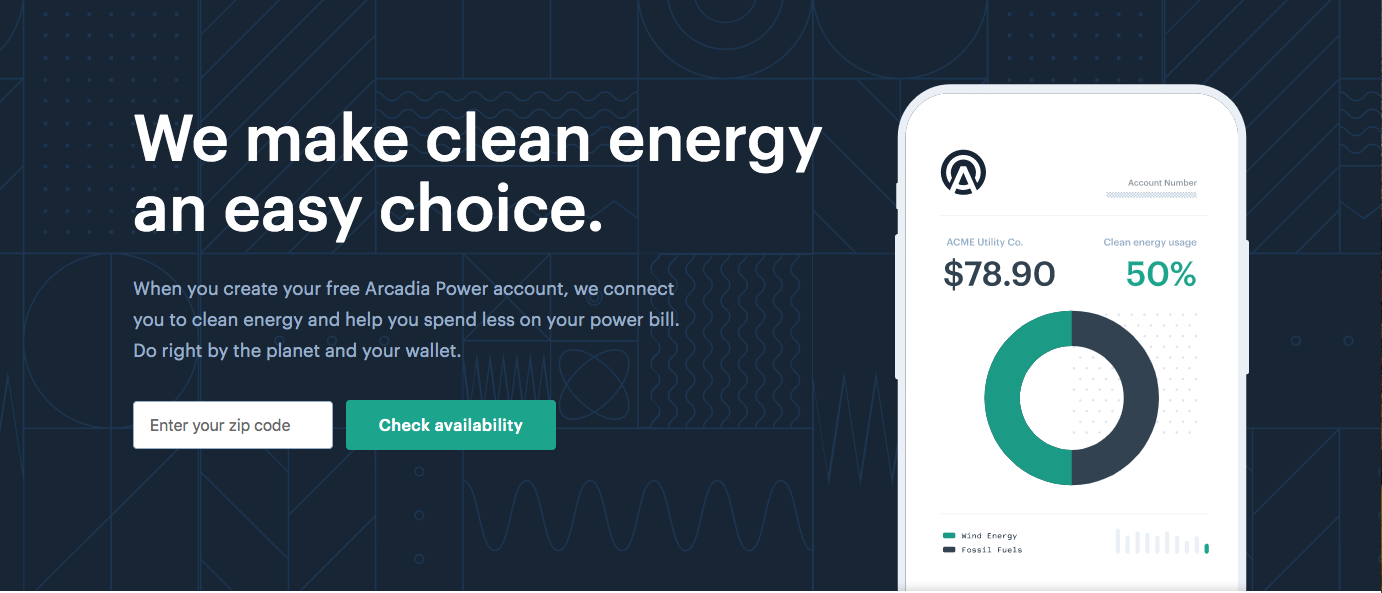 We make clean energy
an easy choice.
When you create your free Arcadia Power account, we connect
you to clean energy and help you spend less on your power bill.
Do right by the planet and your wallet.
Enter your zip code
Check availability
Account Number
ACME Utility Co.
Clean energy usage
$78.90
50%
Wind Energy
Fossil Fuels